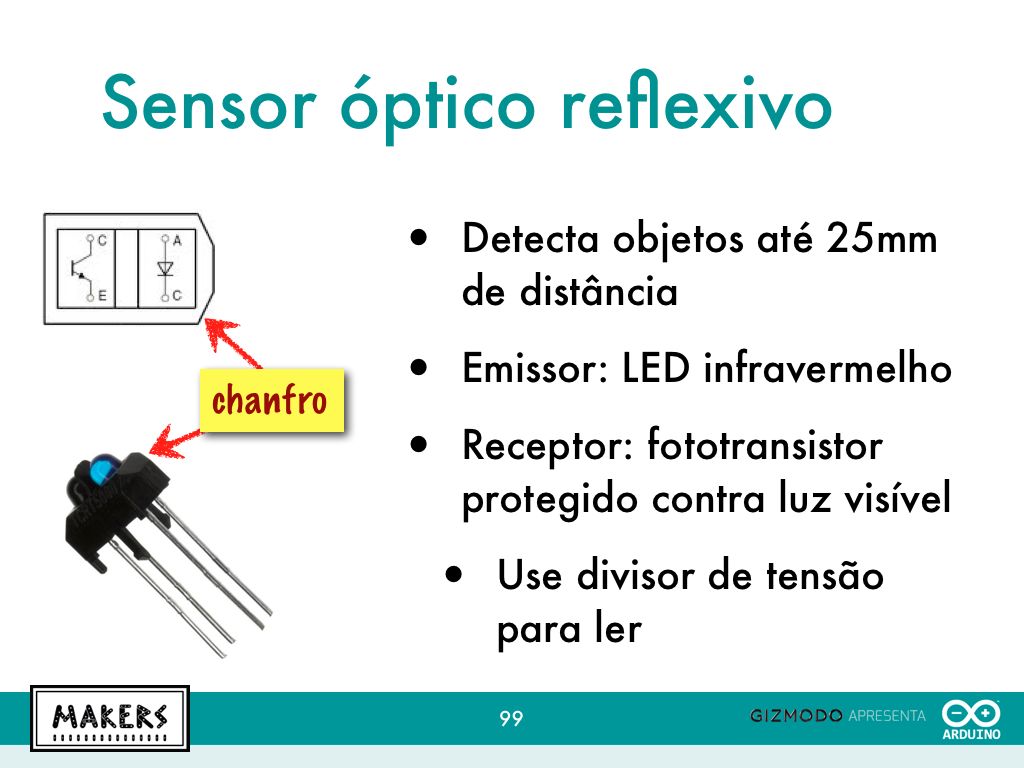 Sensor óptico reflexivo
C
A
E
C
chanfro
• Detecta objetos até 25mm
de distância
• Emissor: LED infravermelho
• Receptor: fototransistor
protegido contra luz visível
• Use divisor de tensão
para ler
MAKERS
99
GIZMODO APRESENTA
ARDUINO